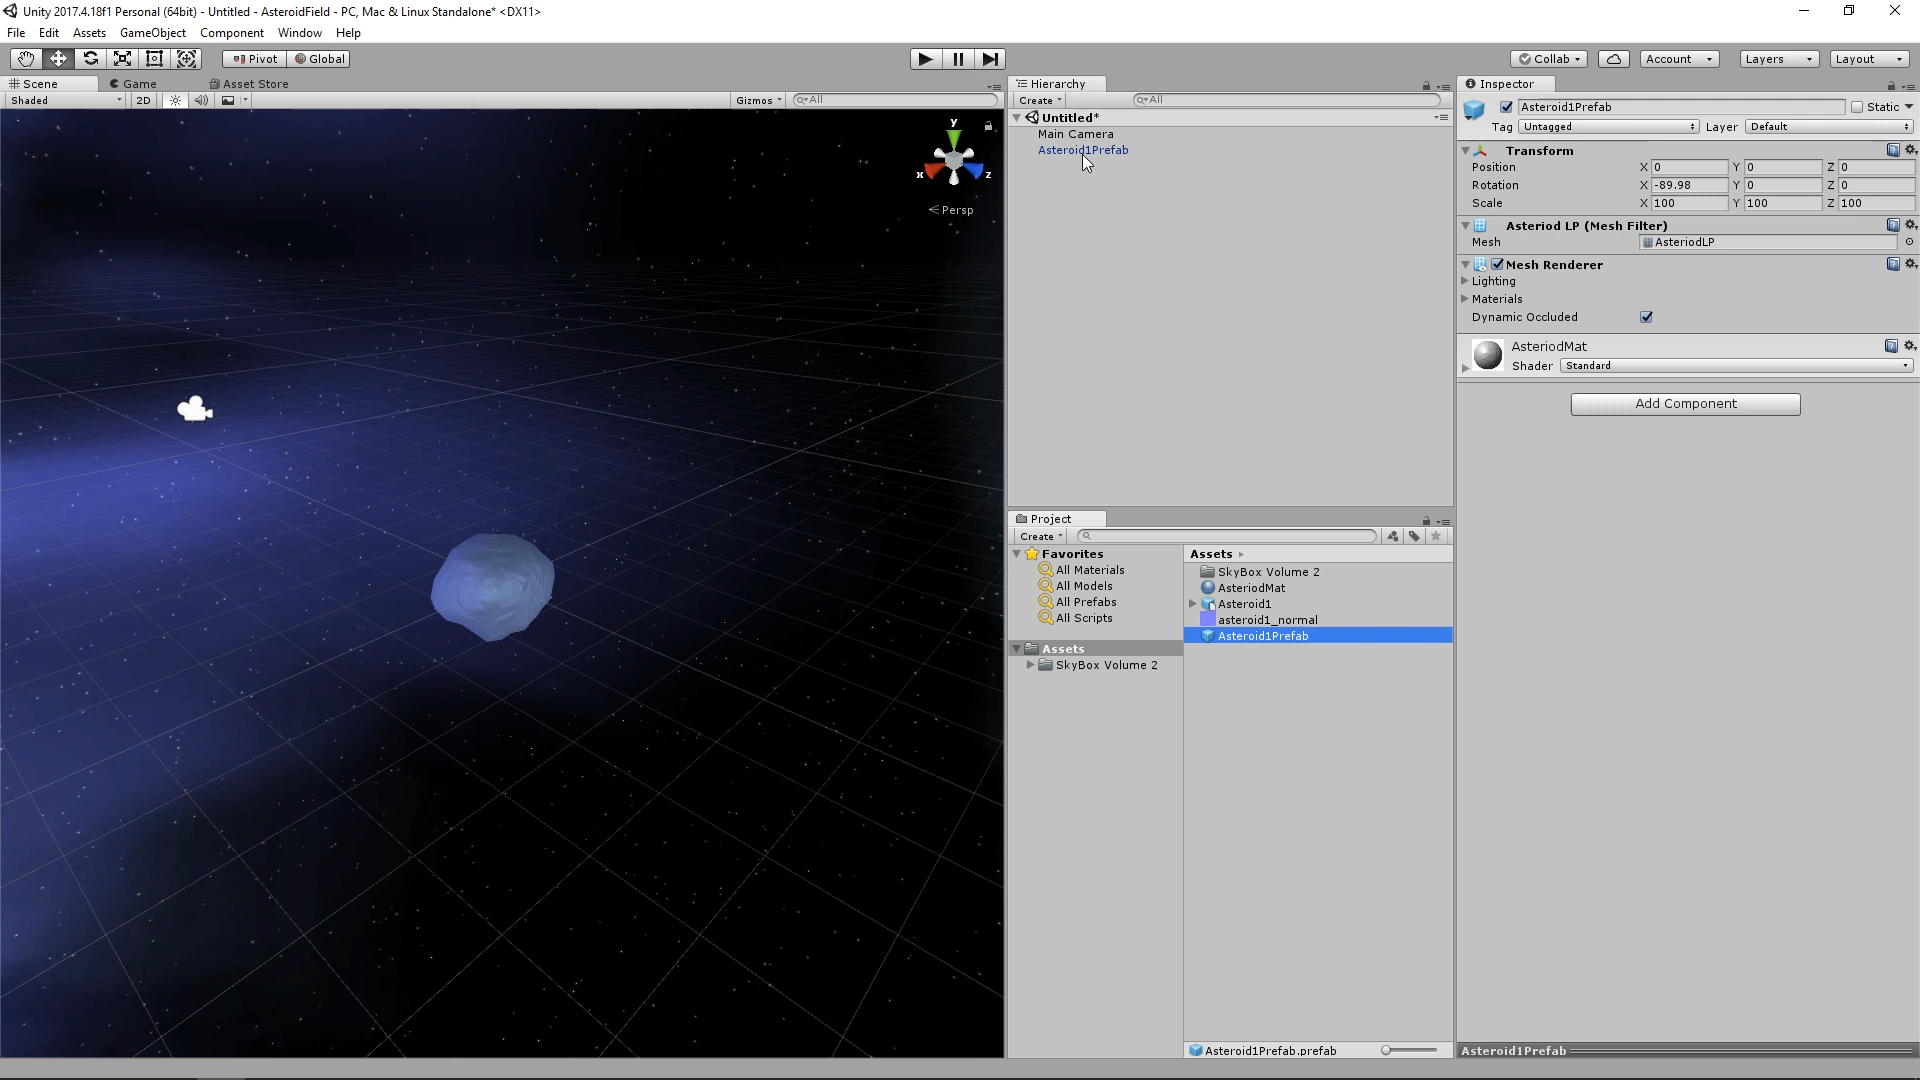 Unity 2017.4.18f1 Personal (64bit) - Untitled - AsteroidField - PC, Mac & Linux Standalone* <DX11>
File Edit Assets GameObject Component Window Help
Pivot Global Collab Account Layers Layout
Scene Game Asset Store
Shaded 2D Gizmos All
y
x z
Persp
Hierarchy
Create All
Untitled*
Main Camera
Asteroid1Prefab
Project
Create
Favorites
All Materials
All Models
All Prefabs
All Scripts
Assets
SkyBox Volume 2
Assets
SkyBox Volume 2
AsteriodMat
Asteroid1
asteroid1_normal
Asteroid1Prefab
Asteroid1Prefab.prefab
Inspector
Asteroid1Prefab Static
Tag Untagged Layer Default
Transform
Position X 0 Y 0 Z 0
Rotation X -89.98 Y 0 Z 0
Scale X 100 Y 100 Z 100
Asteriod LP (Mesh Filter)
Mesh AsteriodLP
Mesh Renderer
Lighting
Materials
Dynamic Occluded
AsteriodMat
Shader Standard
Add Component
Asteroid1Prefab